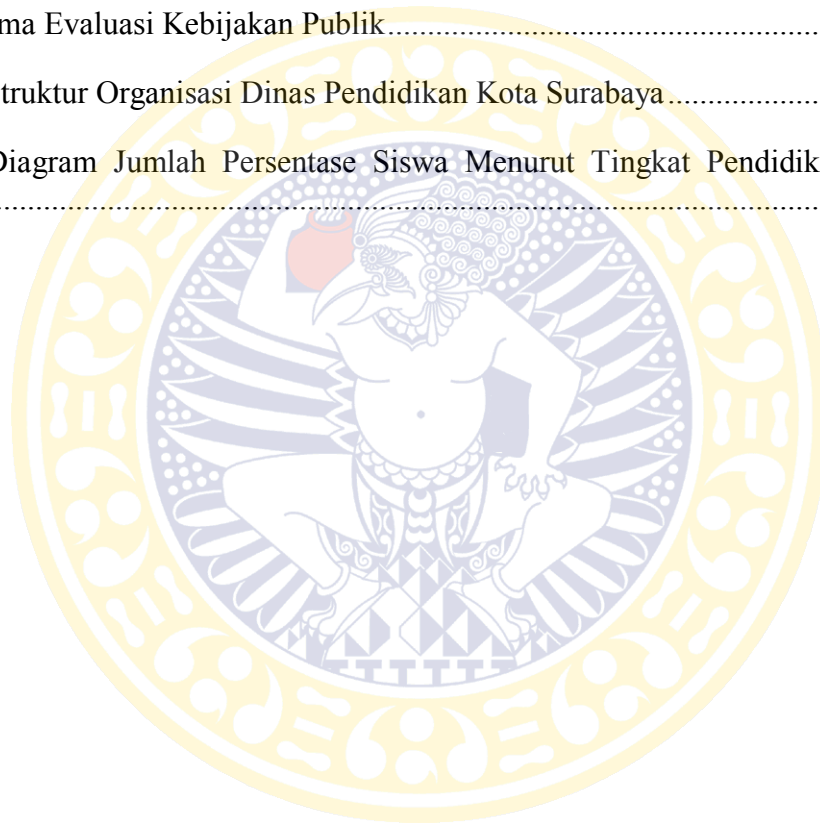 ma Evaluasi Kebijakan Publik........................................................
truktur Organisasi Dinas Pendidikan Kota Surabaya....................
Diagram Jumlah Persentase Siswa Menurut Tingkat Pendidik
..........................................................................................................